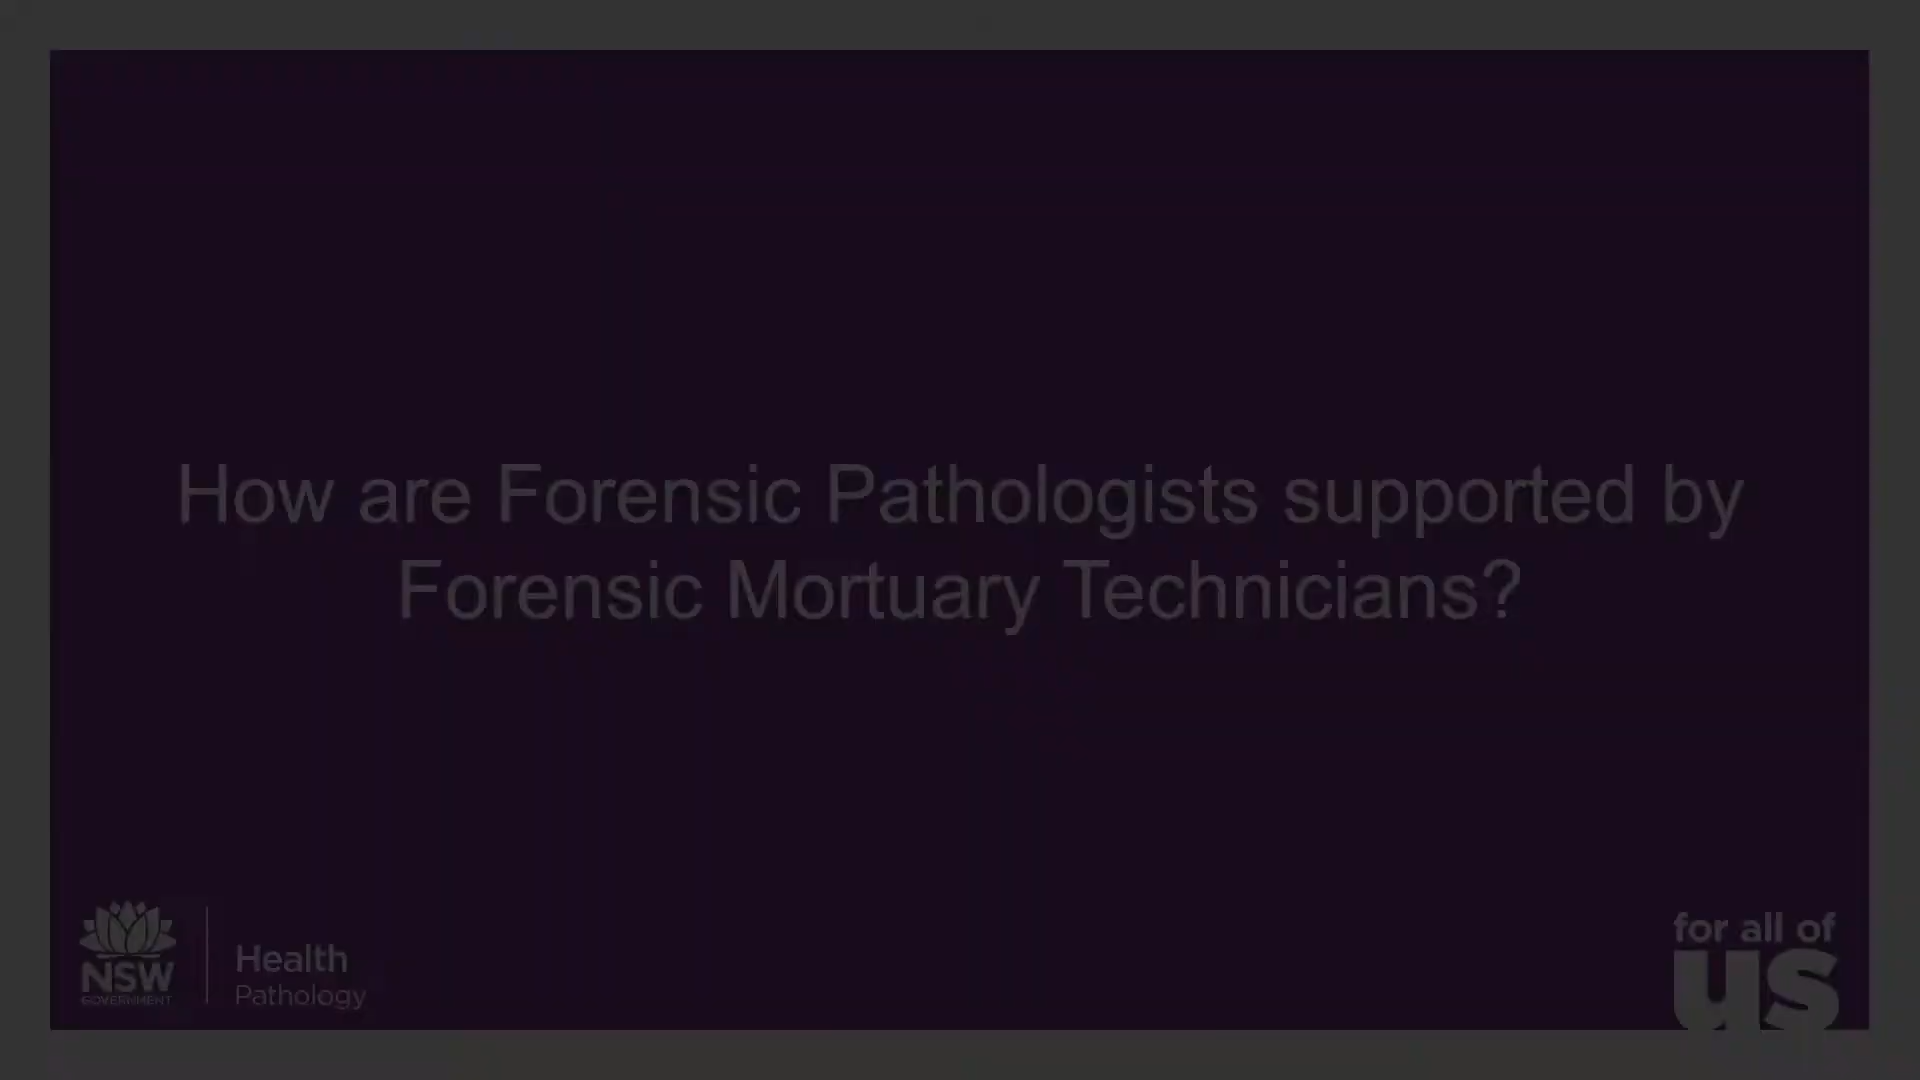 How are Forensic Pathologists supported by
Forensic Mortuary Technicians?
NSW
GOVERNMENT
Health
Pathology
for all of
us